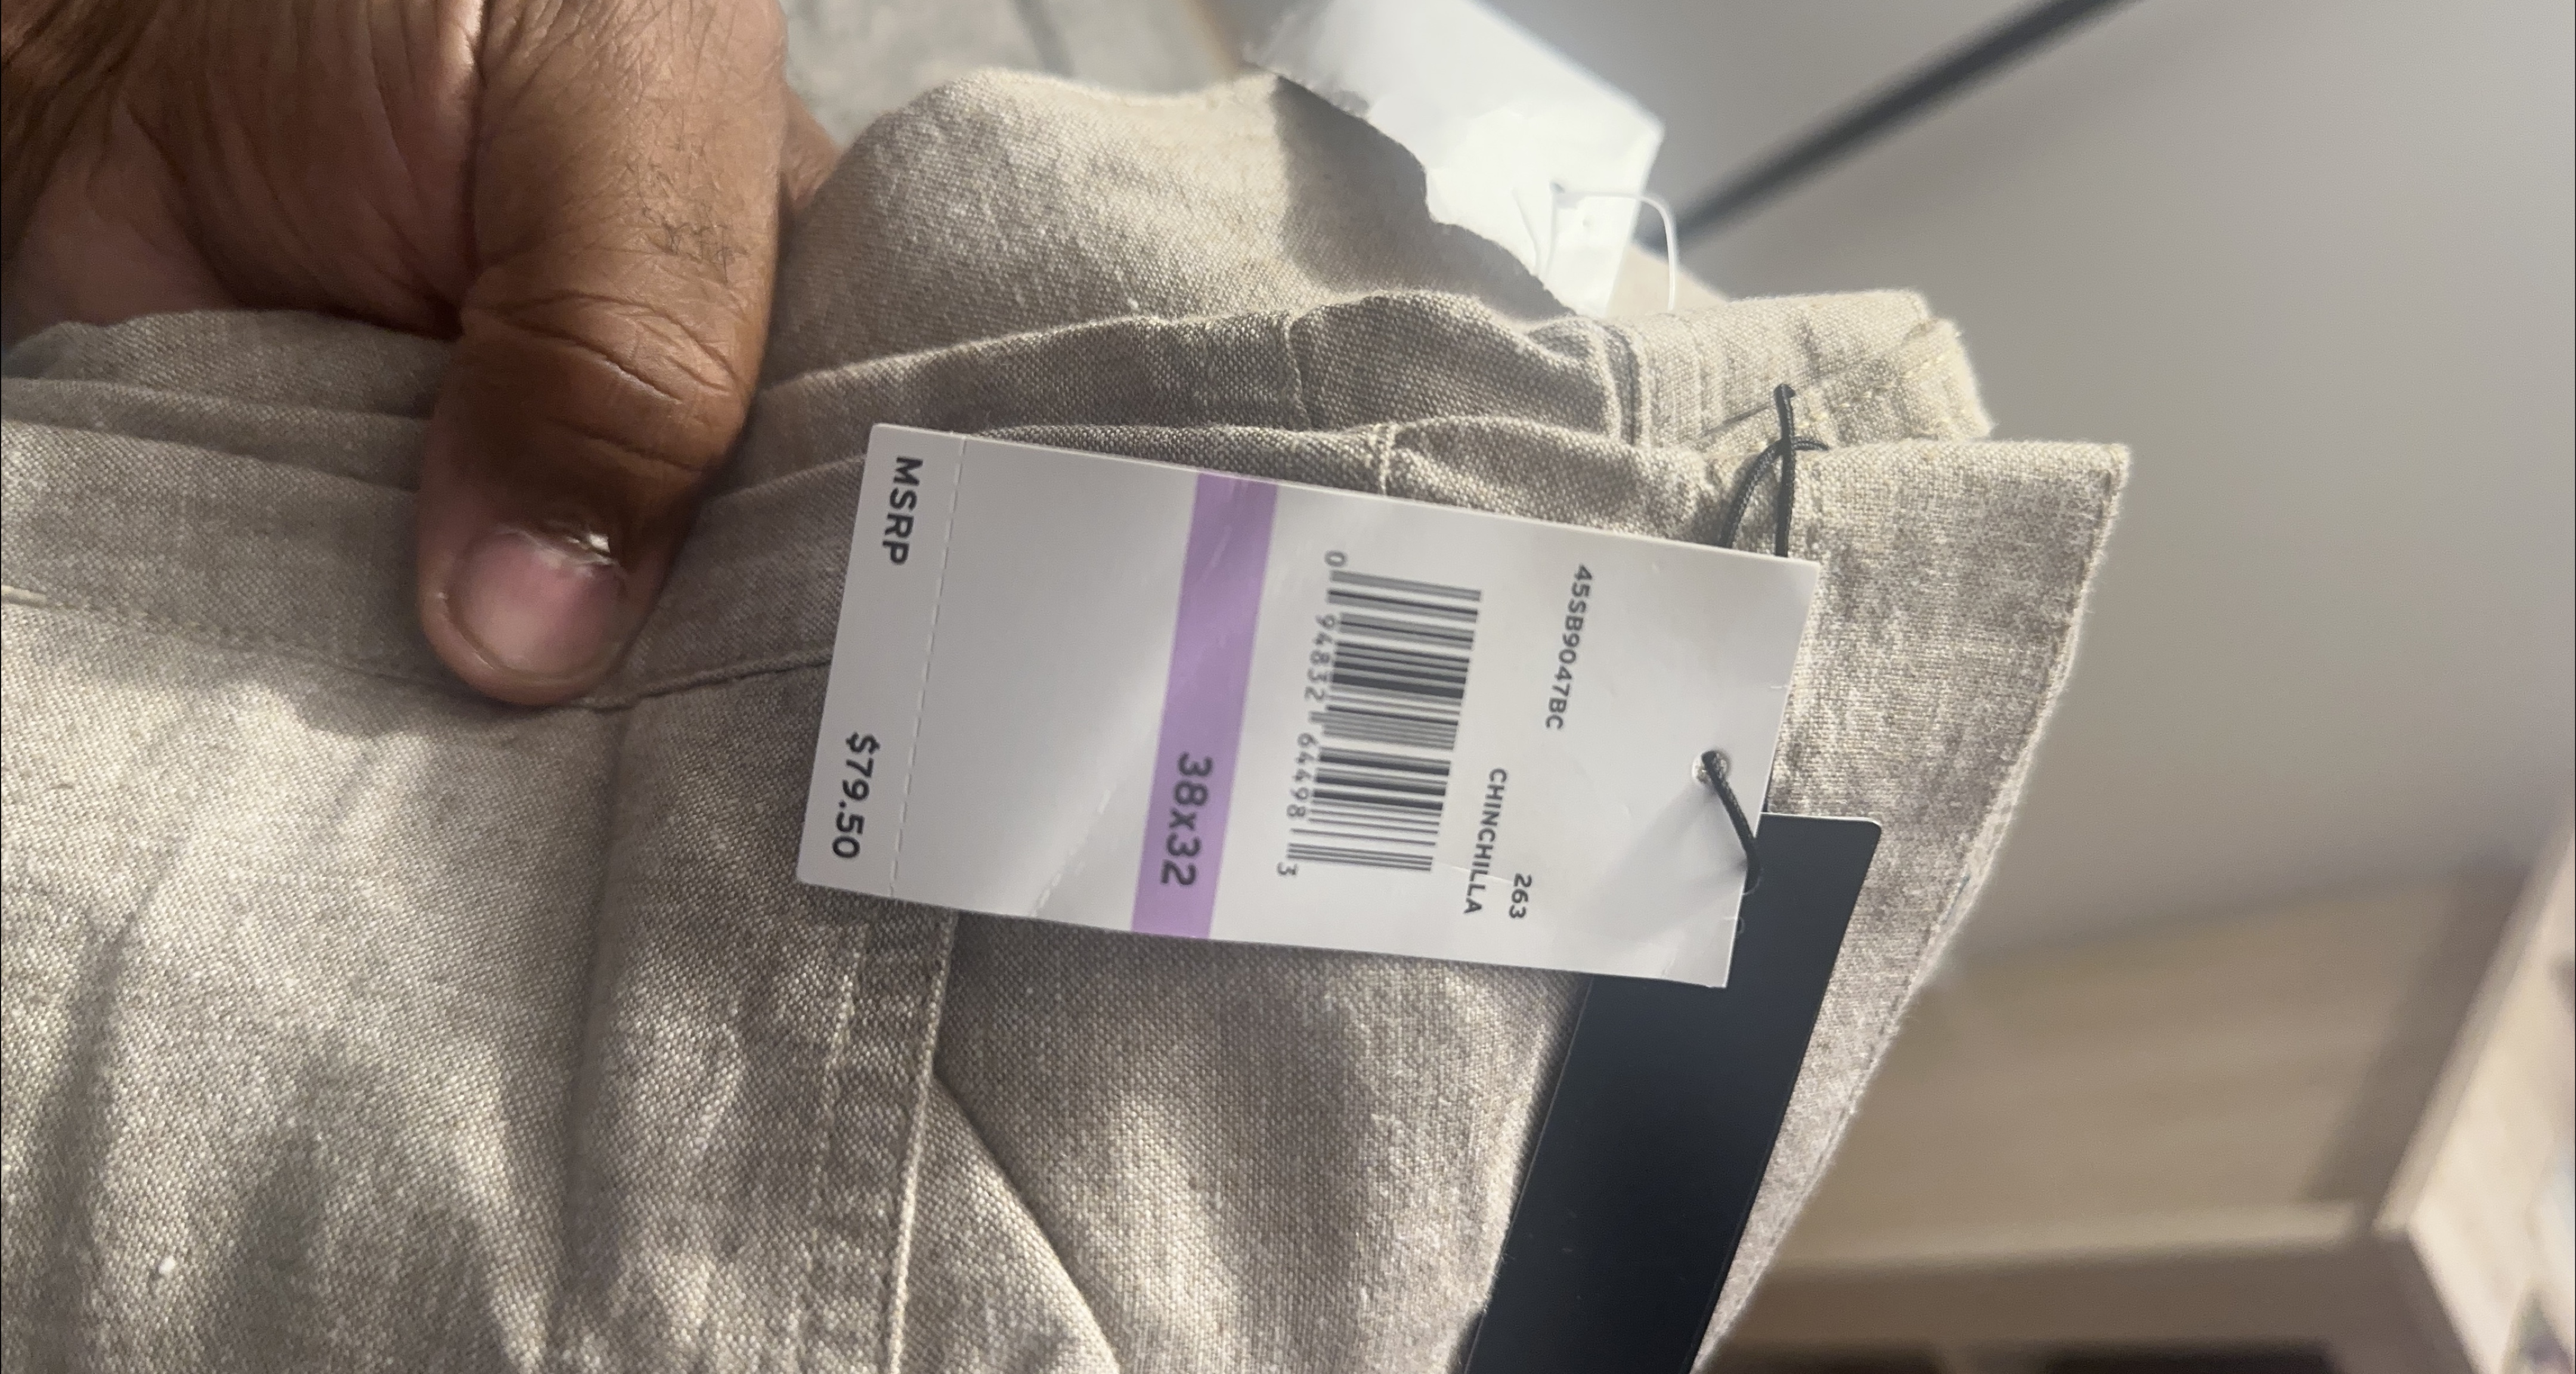 45SB9047BC
263
CHINCHILLA
0 94832 64498 3
38X32
MSRP $79.50